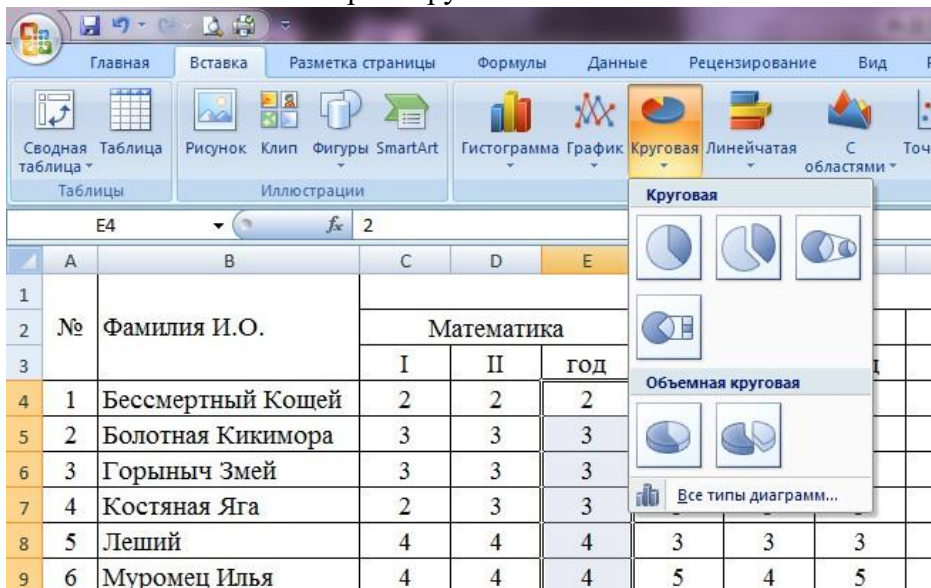 Главная Вставка Разметка страницы Формулы Данные Рецензирование Вид
Сводная таблица Таблица Рисунок Клип Фигуры SmartArt Гистограмма График Круговая Линейчатая С областями
Таблицы Иллюстрации
Круговая
E4 fx 2
A B C D E
1
2 № Фамилия И.О. Математика
3 I II год
Объемная круговая
4 1 Бессмертный Кощей 2 2 2
5 2 Болотная Кикимора 3 3 3
6 3 Горыныч Змей 3 3 3
Все типы диаграмм...
7 4 Костяная Яга 2 3 3
8 5 Леший 4 4 4 3 3 3
9 6 Муромец Илья 4 4 4 5 4 5